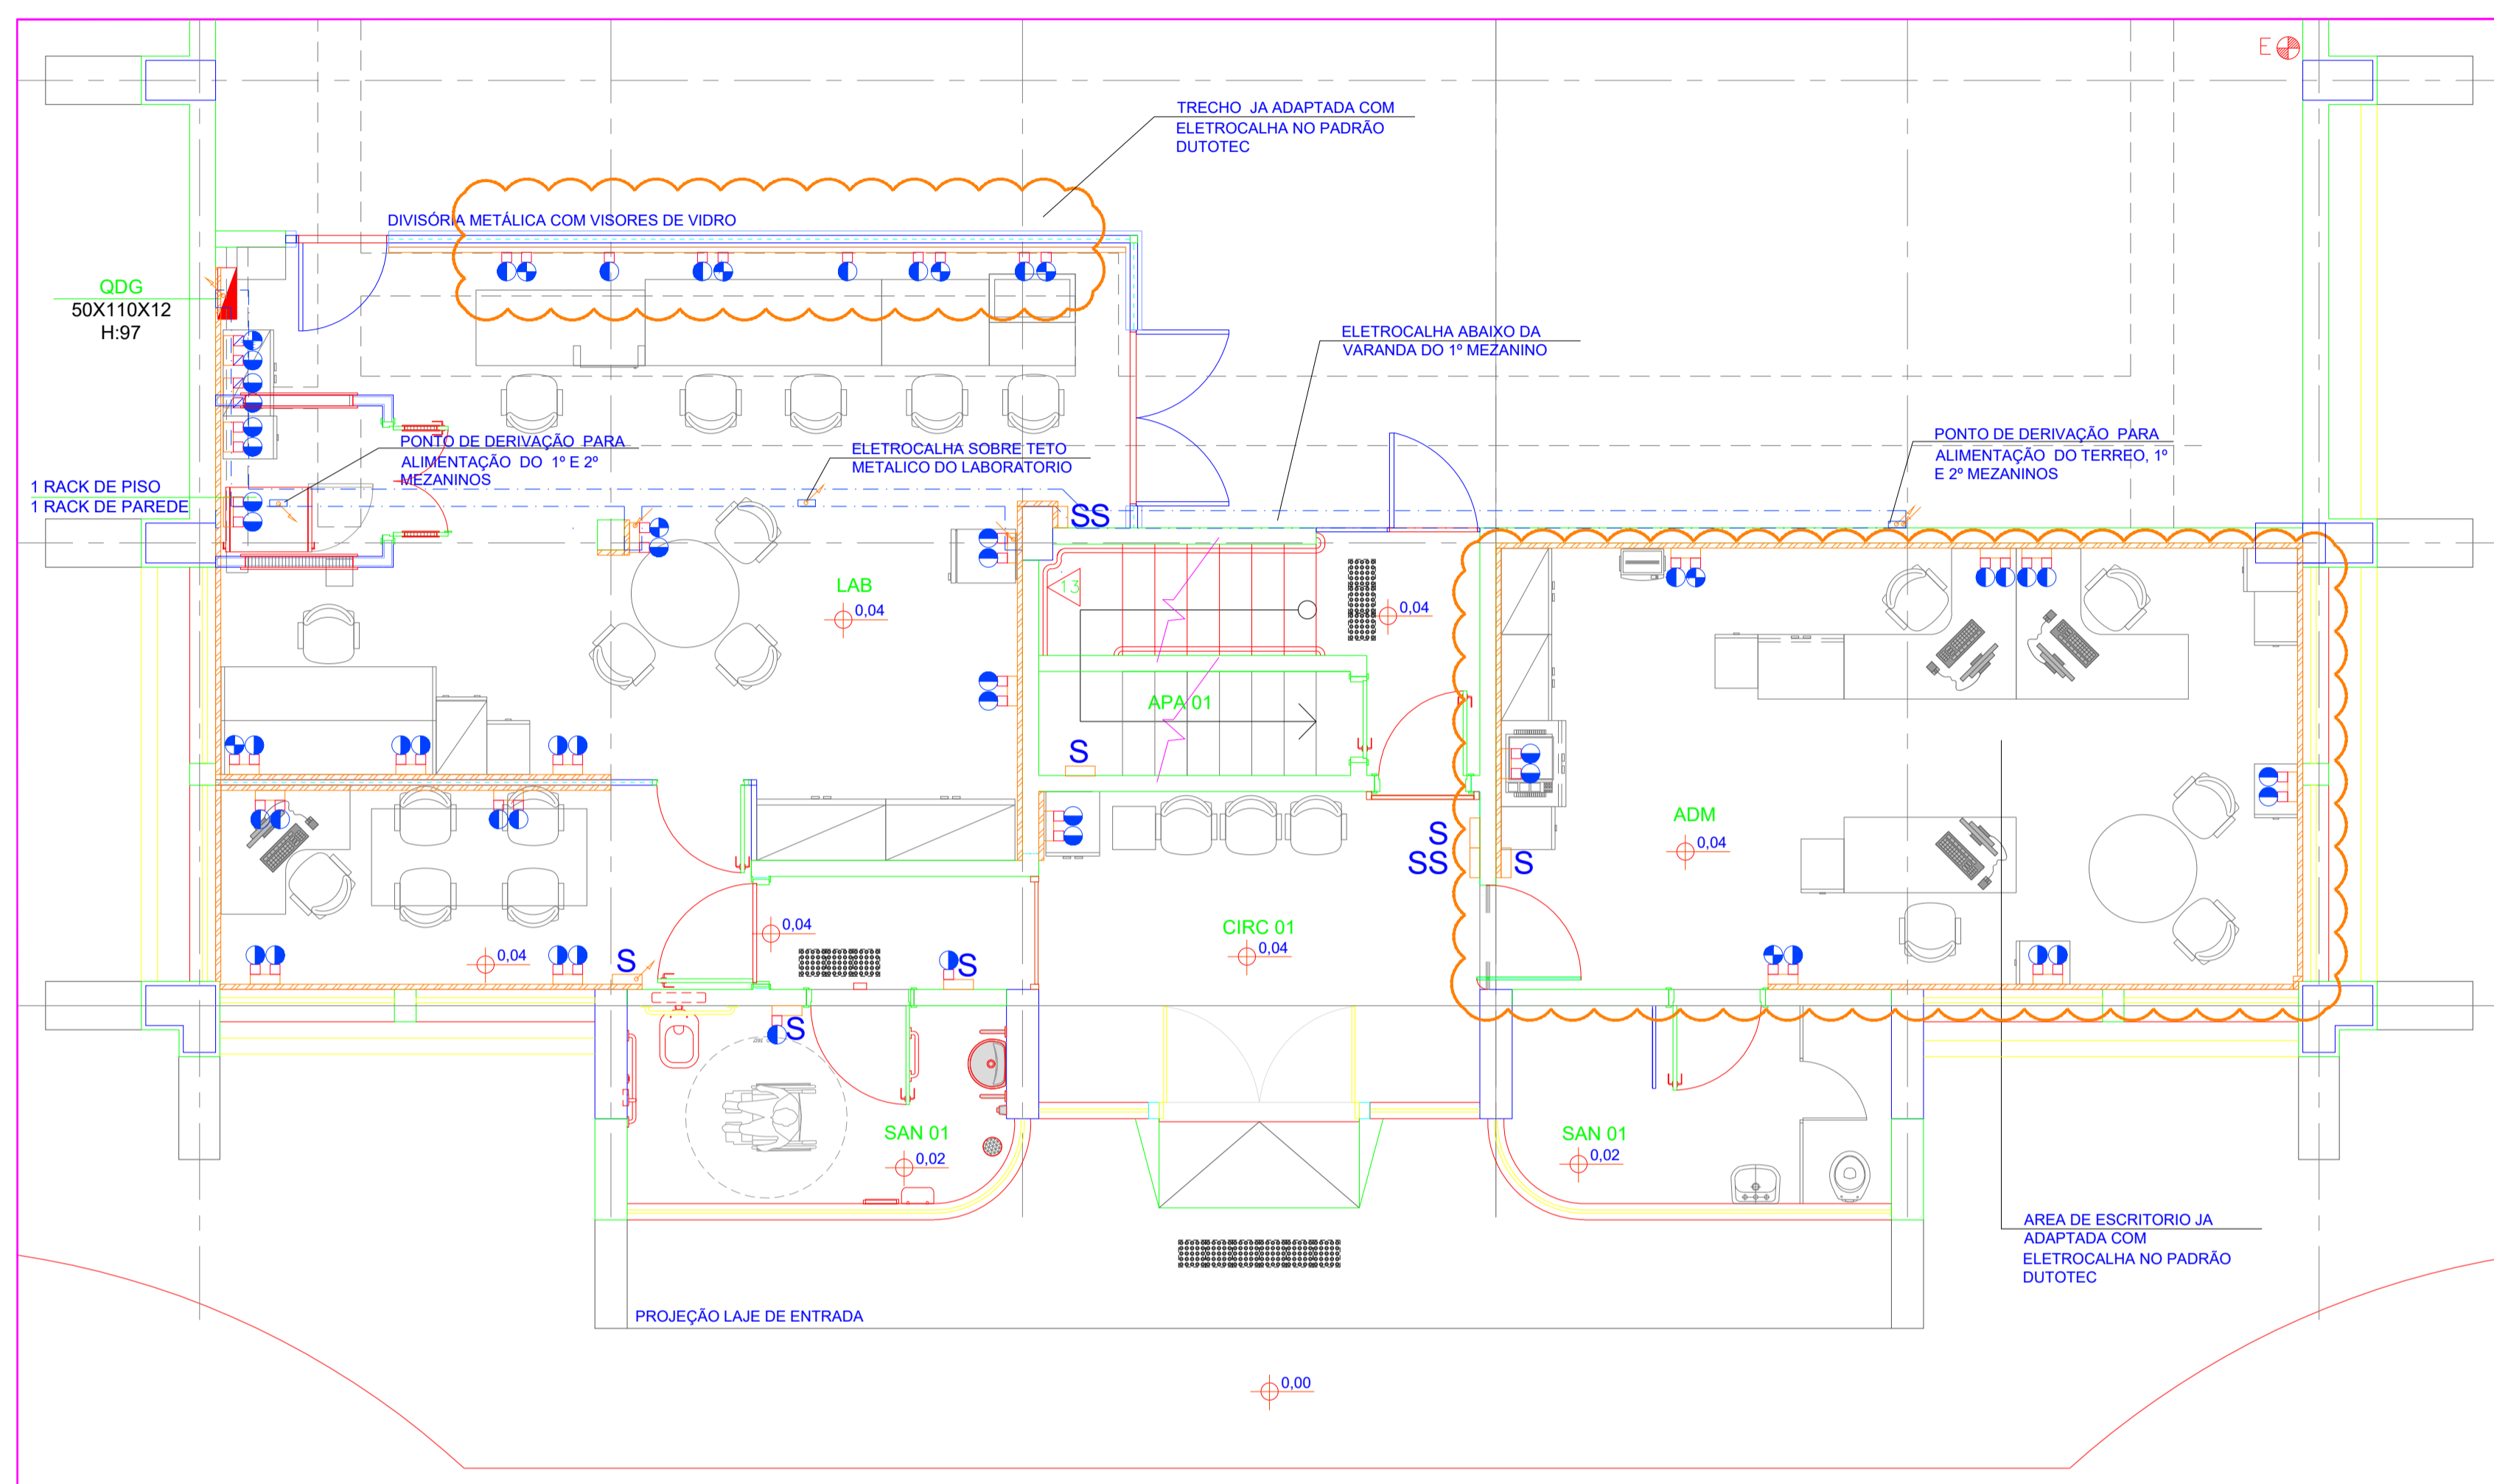 E
TRECHO JA ADAPTADA COM
ELETROCALHA NO PADRÃO
DUTOTEC
DIVISÓRIA METÁLICA COM VISORES DE VIDRO
QDG
50X110X12
H:97
ELETROCALHA ABAIXO DA
VARANDA DO 1º MEZANINO
PONTO DE DERIVAÇÃO PARA
ALIMENTAÇÃO DO 1º E 2º
MEZANINOS
ELETROCALHA SOBRE TETO
METALICO DO LABORATORIO
PONTO DE DERIVAÇÃO PARA
ALIMENTAÇÃO DO TERREO, 1º
E 2º MEZANINOS
1 RACK DE PISO
1 RACK DE PAREDE
SS
LAB
0,04
13
0,04
APA 01
S
S
SS
S
ADM
0,04
CIRC 01
0,04
0,04
0,04
S
S
S
SAN 01
0,02
SAN 01
0,02
AREA DE ESCRITORIO JA
ADAPTADA COM
ELETROCALHA NO PADRÃO
DUTOTEC
PROJEÇÃO LAJE DE ENTRADA
0,00